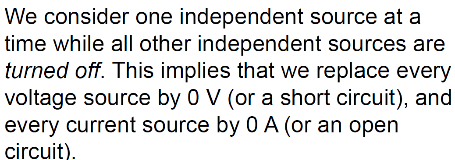 We consider one independent source at a
time while all other independent sources are
turned off. This implies that we replace every
voltage source by 0 V (or a short circuit), and
every current source by 0 A (or an open
circuit).